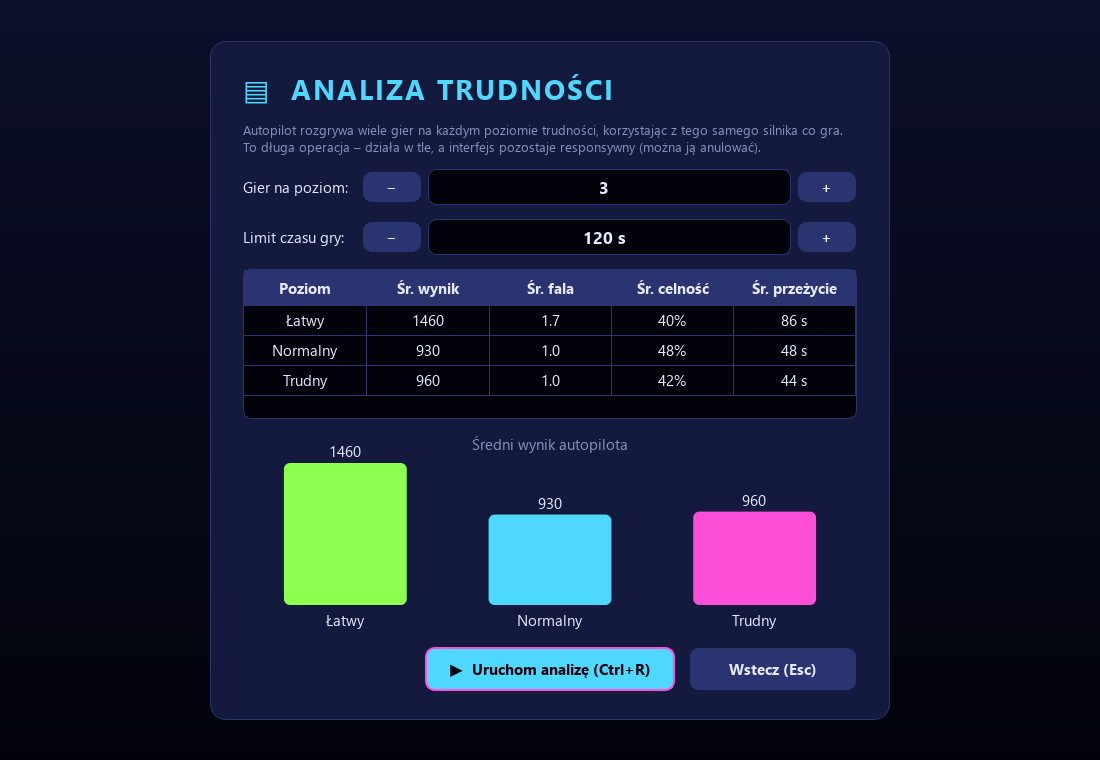 ANALIZA TRUDNOŚCI
Autopilot rozgrywa wiele gier na każdym poziomie trudności, korzystając z tego samego silnika co gra.
To długa operacja – działa w tle, a interfejs pozostaje responsywny (można ją anulować).
Gier na poziom: − 3 +
Limit czasu gry: − 120 s +
Poziom Śr. wynik Śr. fala Śr. celność Śr. przeżycie
Łatwy 1460 1.7 40% 86 s
Normalny 930 1.0 48% 48 s
Trudny 960 1.0 42% 44 s
Średni wynik autopilota
1460 930 960
Łatwy Normalny Trudny
▶ Uruchom analizę (Ctrl+R) Wstecz (Esc)